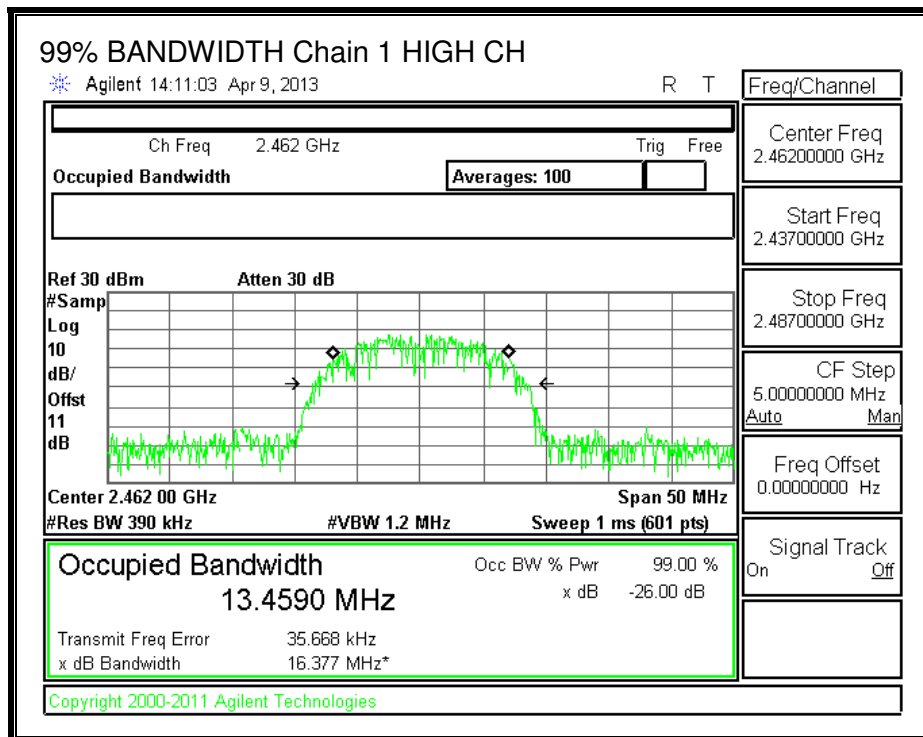 99% BANDWIDTH Chain 1 HIGH CH
Agilent 14:11:03 Apr 9, 2013 R T
Ch Freq 2.462 GHz Trig Free
Occupied Bandwidth Averages: 100
Ref 30 dBm Atten 30 dB
#Samp
Log
10
dB/
Offst
11
dB
Center 2.462 00 GHz Span 50 MHz
#Res BW 390 kHz #VBW 1.2 MHz Sweep 1 ms (601 pts)
Occupied Bandwidth Occ BW % Pwr 99.00 %
13.4590 MHz x dB -26.00 dB
Transmit Freq Error 35.668 kHz
x dB Bandwidth 16.377 MHz*
Copyright 2000-2011 Agilent Technologies
Freq/Channel
Center Freq
2.46200000 GHz
Start Freq
2.43700000 GHz
Stop Freq
2.48700000 GHz
CF Step
5.00000000 MHz
Auto Man
Freq Offset
0.00000000 Hz
Signal Track
On Off